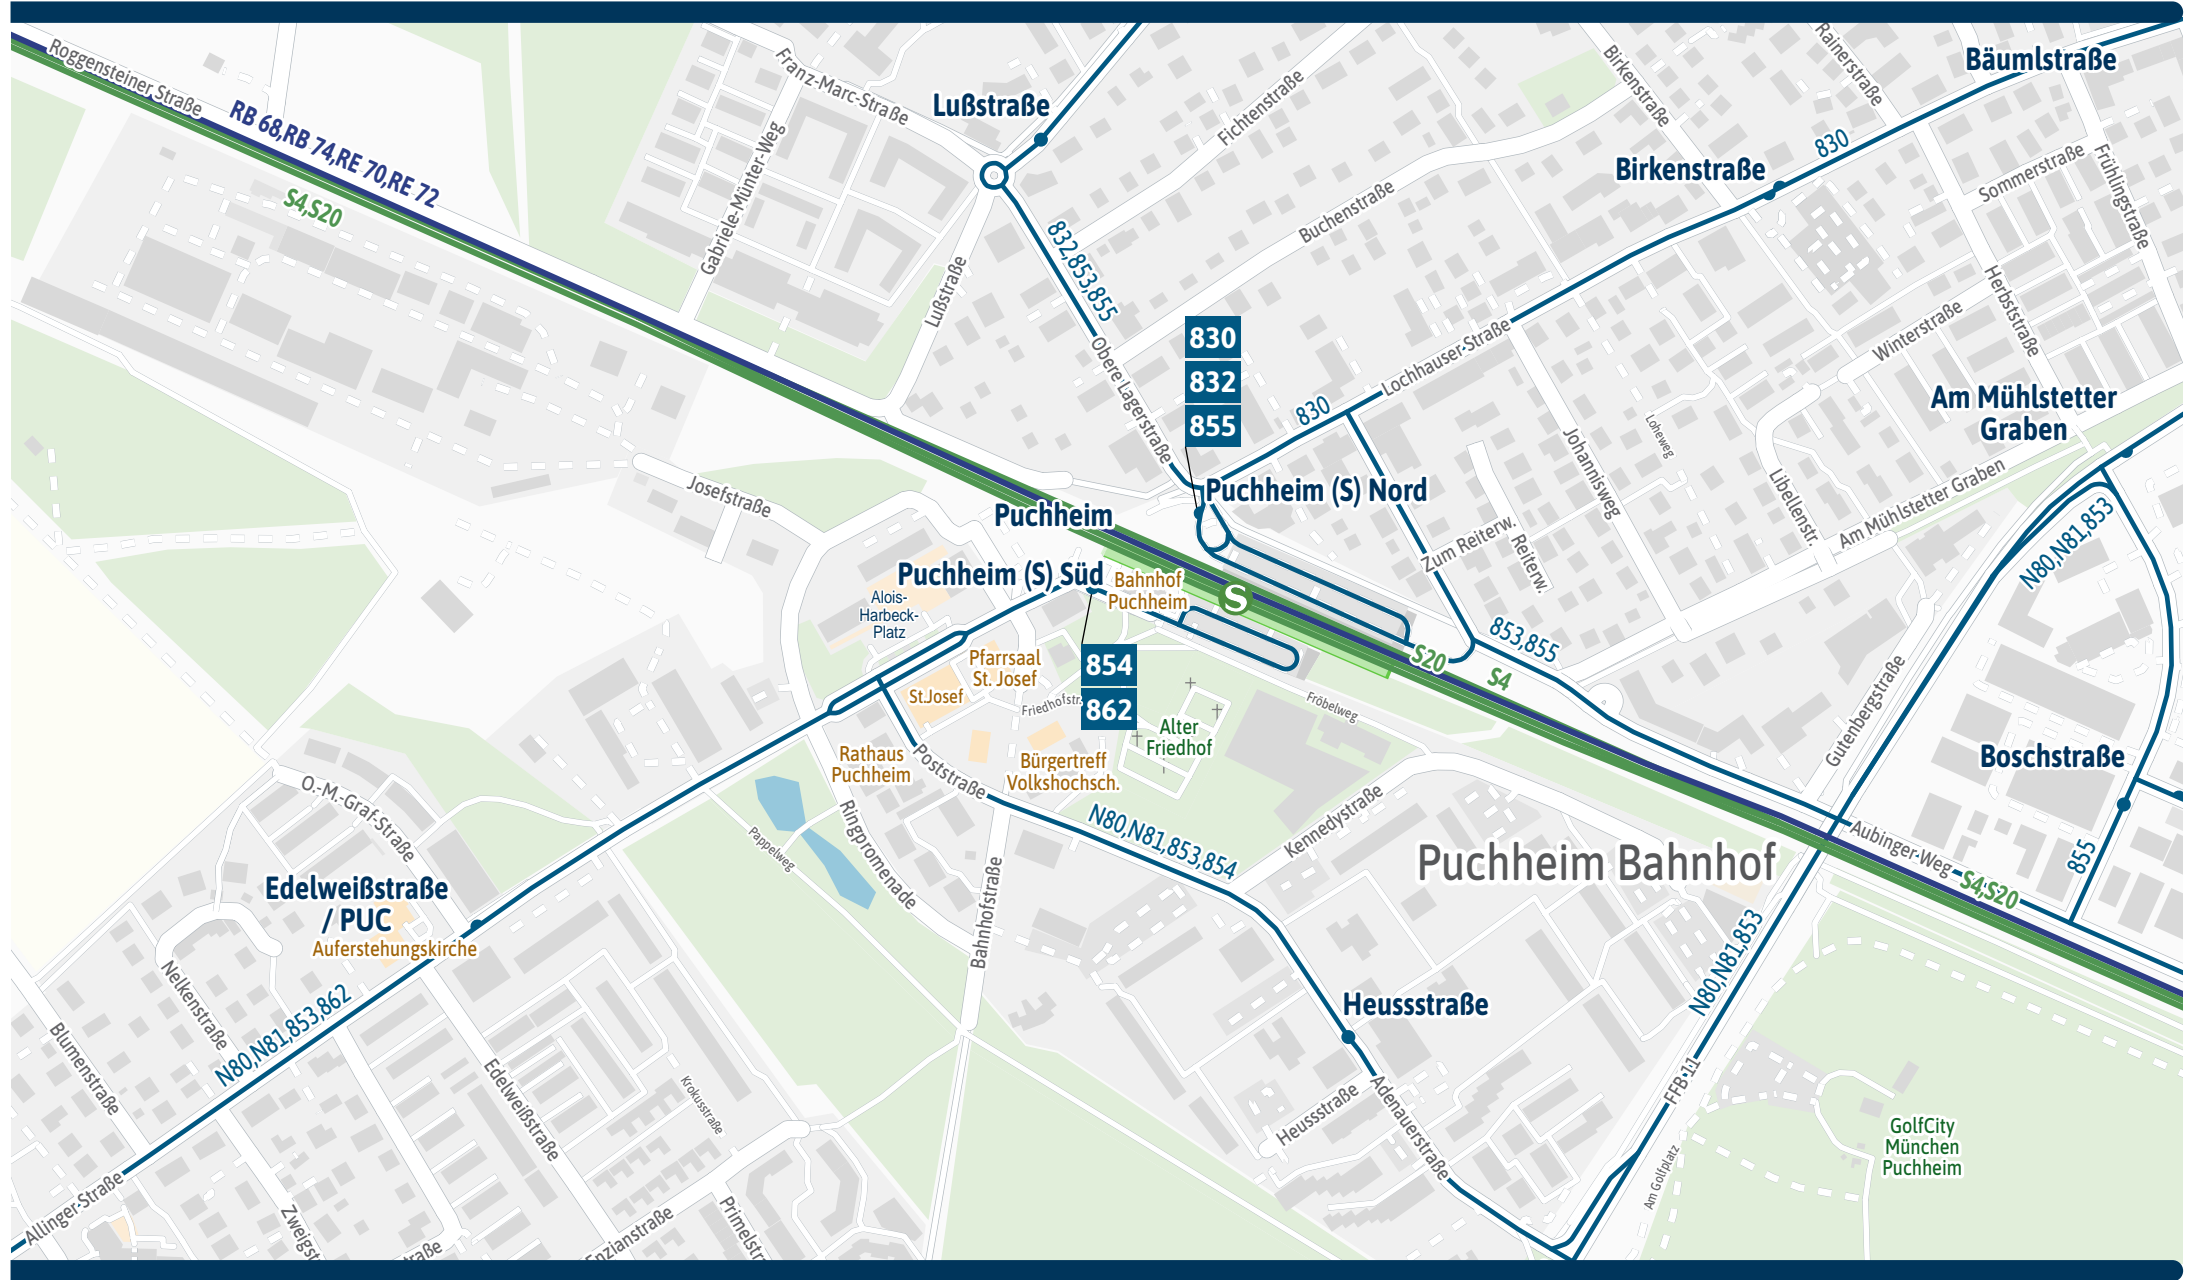 Roggensteiner Straße
RB 68,RB 74,RE 70,RE 72
S4,S20
Franz-Marc-Straße
Gabriele-Münter-Weg
Lußstraße
Lußstraße
Fichtenstraße
Buchenstraße
832,853,855
Obere Lagerstraße
Birkenstraße
Birkenstraße
Rainerstraße
Bäumlstraße
830
Sommerstraße
Frühlingstraße
Herbststraße
Winterstraße
830
832
855
830
Lochhauser-Straße
Johannisweg
Loheweg
Libellenstr.
Am Mühlstetter
Graben
Am Mühlstetter Graben
Zum Reiterw.
Reiterw.
N80,N81,853
Josefstraße
Puchheim
Puchheim (S) Nord
Puchheim (S) Süd
Bahnhof
Puchheim
S
Alois-
Harbeck-
Platz
Pfarrsaal
St. Josef
St.Josef
Friedhofstr.
854
862
Alter
Friedhof
Fröbelweg
S20
S4
853,855
Gutenbergstraße
Boschstraße
855
Rathaus
Puchheim
Poststraße
Bürgertreff
Volkshochsch.
N80,N81,853,854
Kennedystraße
Puchheim Bahnhof
Aubinger-Weg
S4,S20
O.-M.-Graf-Straße
Pappelweg
Ringpromenade
Bahnhofstraße
Edelweißstraße
/ PUC
Auferstehungskirche
N80,N81,853,862
Nelkenstraße
Blumenstraße
Edelweißstraße
Krokusstraße
Heussstraße
Heussstraße
Adenauerstraße
N80,N81,853
FFB-11
Am Golfplatz
GolfCity
München
Puchheim
Allinger-Straße
Zweigst
raße
Enzianstraße
Primelstr